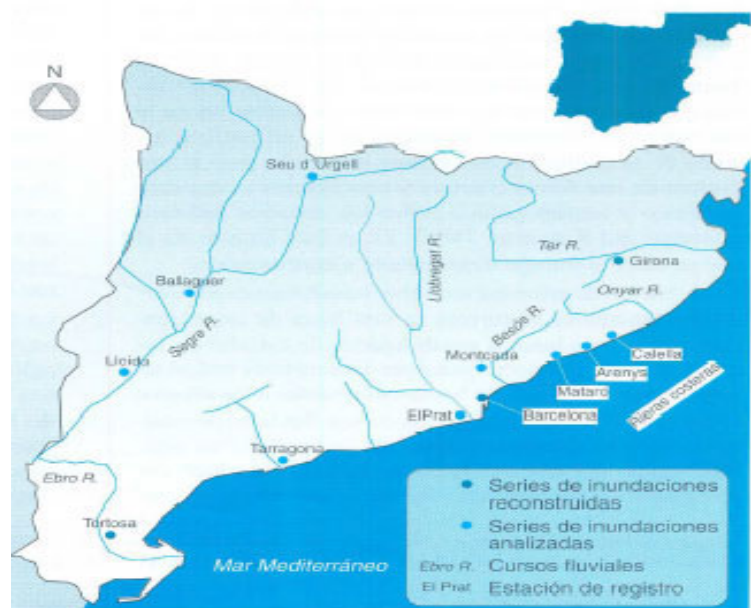 N
Seu d'Urgell
Ter R.
Girona
Llobregat R.
Ballaguer
Onyar R.
Segre R.
Besòs R.
Calella
Lleida
Montcada
Arenys
Mataro
Rieras costeras
ElPrat
Barcelona
Tarragona
Ebro R.
Series de inundaciones
reconstruidas
Tortosa
Series de inundaciones
analizadas
Mar Mediterráneo
Ebro R. Cursos fluviales
El Prat Estación de registro